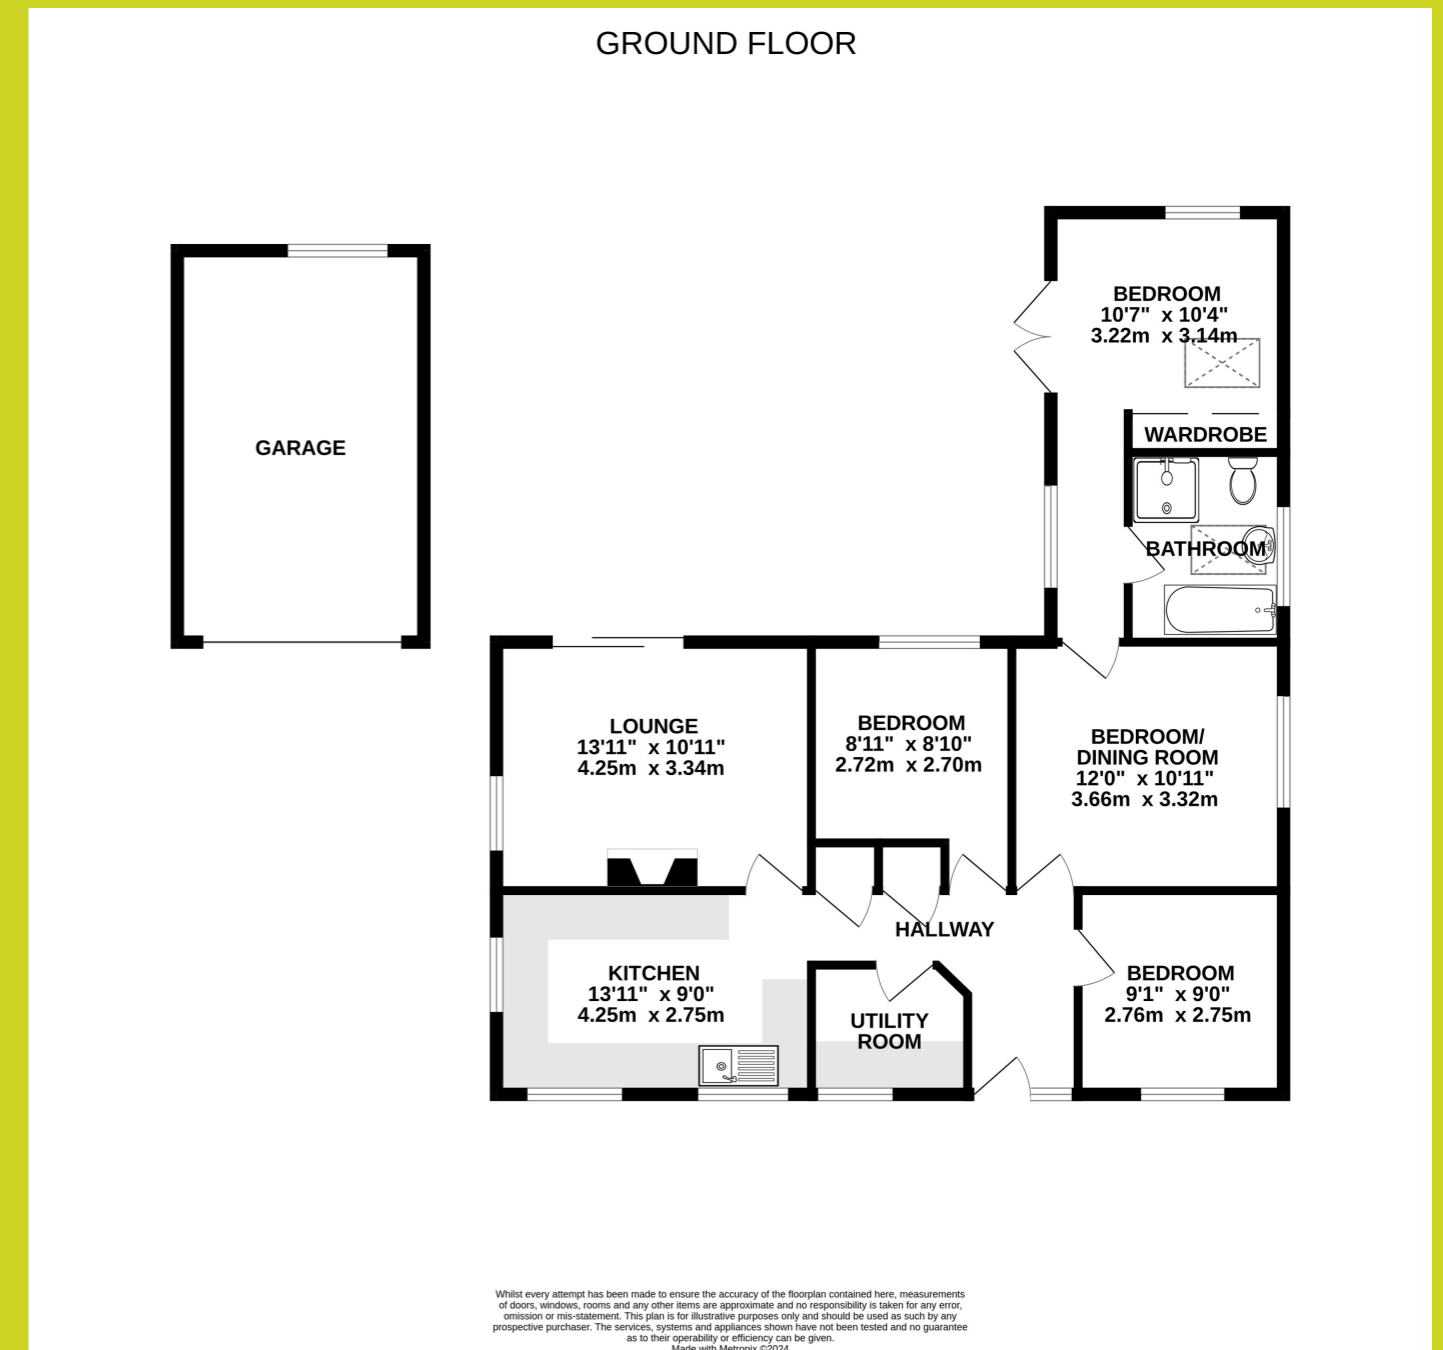 GROUND FLOOR
BEDROOM
10'7" x 10'4"
3.22m x 3.14m
WARDROBE
GARAGE
BATHROOM
LOUNGE
13'11" x 10'11"
4.25m x 3.34m
BEDROOM
8'11" x 8'10"
2.72m x 2.70m
BEDROOM/
DINING ROOM
12'0" x 10'11"
3.66m x 3.32m
HALLWAY
KITCHEN
13'11" x 9'0"
4.25m x 2.75m
UTILITY
ROOM
BEDROOM
9'1" x 9'0"
2.76m x 2.75m
Whilst every attempt has been made to ensure the accuracy of the floorplan contained here, measurements
of doors, windows, rooms and any other items are approximate and no responsibility is taken for any error,
omission or mis-statement. This plan is for illustrative purposes only and should be used as such by any
prospective purchaser. The services, systems and appliances shown have not been tested and no guarantee
as to their operability or efficiency can be given.
Made with Metropix ©2024